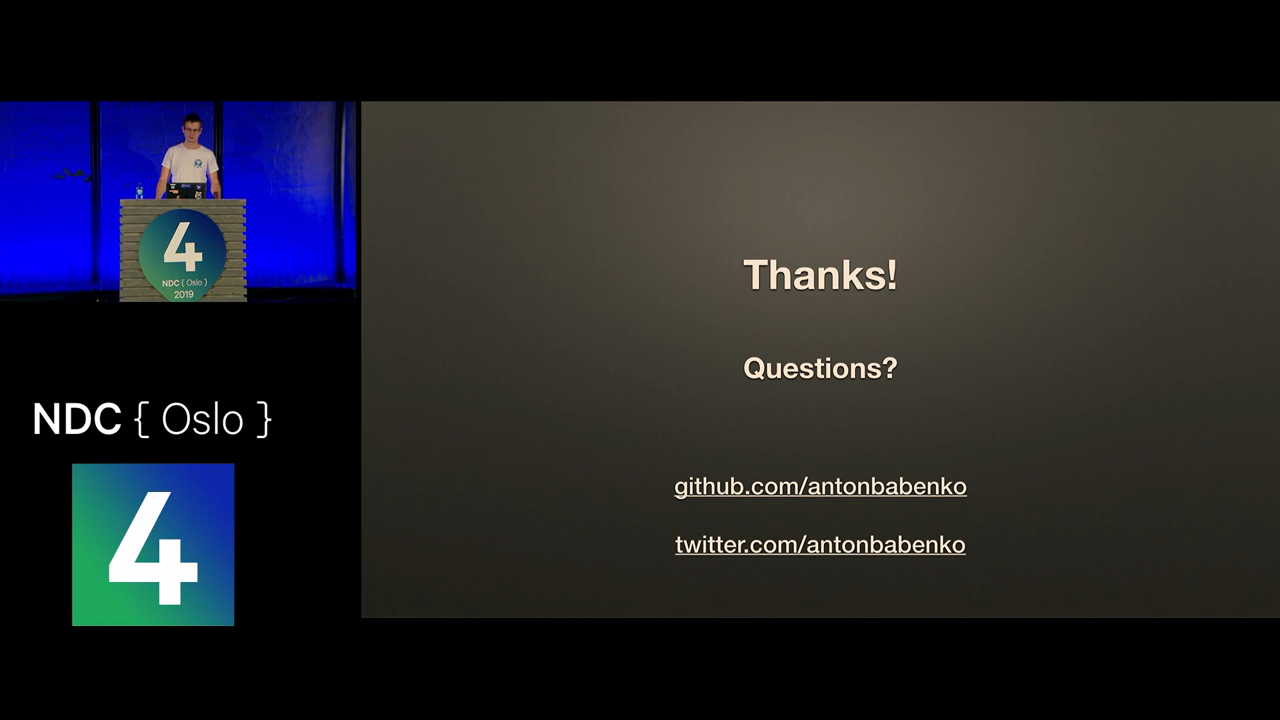 4
NDC { Oslo }
2019
NDC { Oslo }
4
Thanks!
Questions?
github.com/antonbabenko
twitter.com/antonbabenko